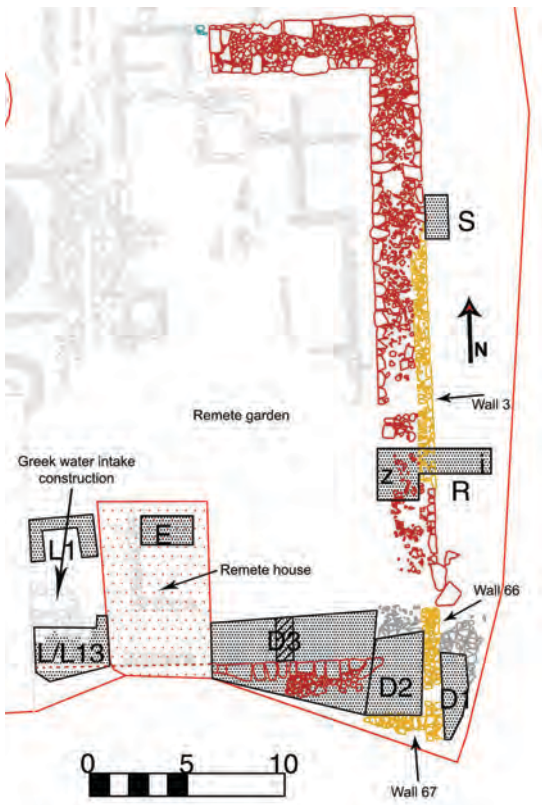 S
N
Wall 3
Remete garden
Greek water intake
construction
z
i
R
L1
E
Remete house
Wall 66
L/L13
D3
D2
D1
0
5
10
Wall 67